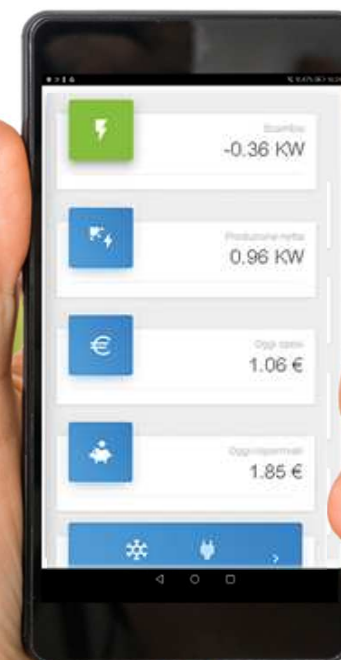 Scambio
-0.36 KW
Produzione netta
0.96 KW
Oggi spesi
1.06 €
Oggi risparmiati
1.85 €